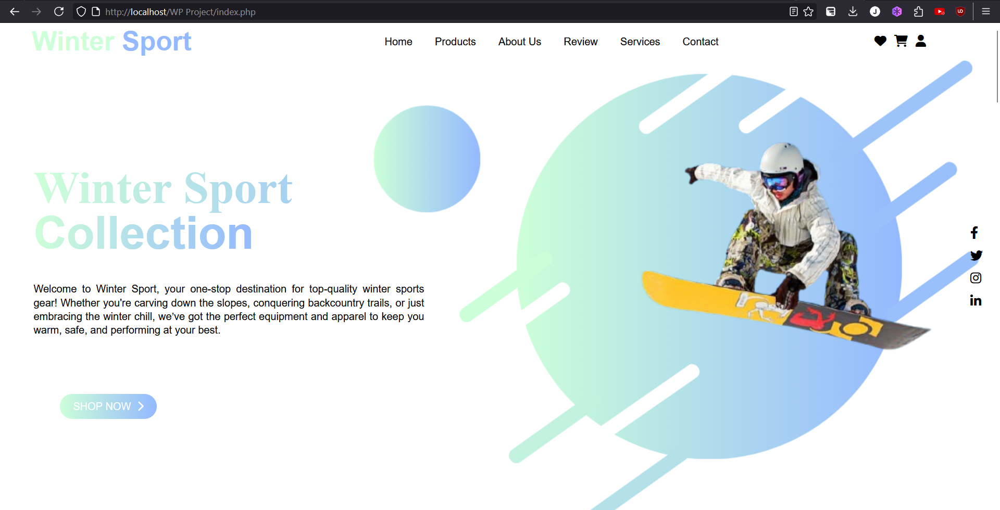 http://localhost/WP Project/index.php
Winter Sport
Home Products About Us Review Services Contact
Winter Sport
Collection
Welcome to Winter Sport, your one-stop destination for top-quality winter sports
gear! Whether you're carving down the slopes, conquering backcountry trails, or just
embracing the winter chill, we’ve got the perfect equipment and apparel to keep you
warm, safe, and performing at your best.
SHOP NOW